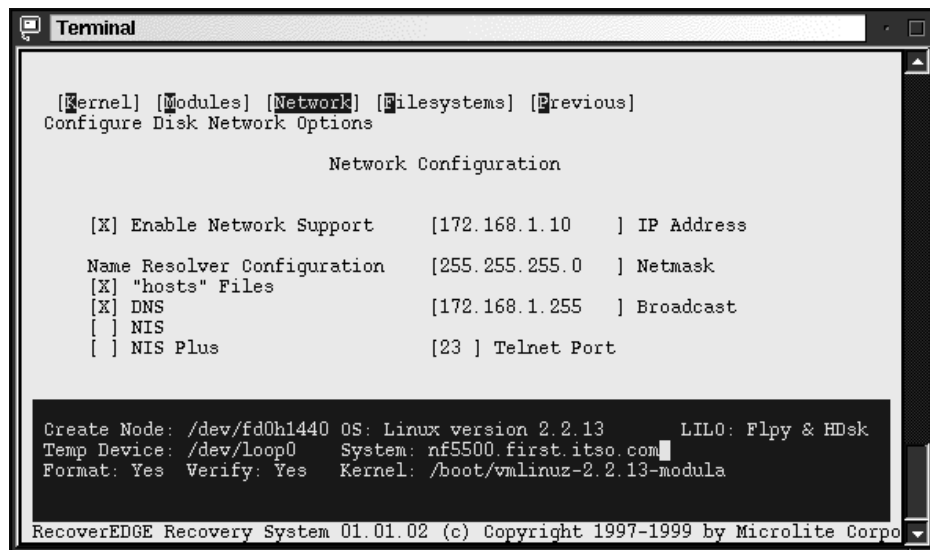 Terminal
[Kernel] [Modules] [Network] [Filesystems] [Previous]
Configure Disk Network Options
Network Configuration
[X] Enable Network Support [172.168.1.10 ] IP Address
Name Resolver Configuration [255.255.255.0 ] Netmask
[X] "hosts" Files
[X] DNS [172.168.1.255 ] Broadcast
[ ] NIS
[ ] NIS Plus [23 ] Telnet Port
Create Node: /dev/fd0h1440 OS: Linux version 2.2.13 LILO: Flpy & HDsk
Temp Device: /dev/loop0 System: nf5500.first.itso.com
Format: Yes Verify: Yes Kernel: /boot/vmlinuz-2.2.13-modula
RecoverEDGE Recovery System 01.01.02 (c) Copyright 1997-1999 by Microlite Corpo